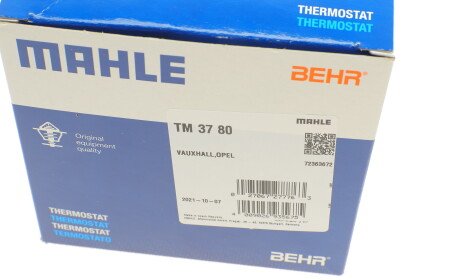 THERMOSTAT
THERMOSTAT
MAHLE
BEHR®
Original
equipment
quality
TM 37 80
MAHLE
VAUXHALL,OPEL
72383872
2021-10-07
THERMOSTAT
THERMOSTAT
THERMOSTAT
TERMOSTATO
BEHR®